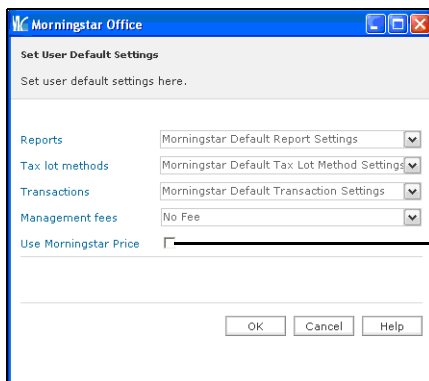 Morningstar Office
Set User Default Settings
Set user default settings here.
Reports Morningstar Default Report Settings
Tax lot methods Morningstar Default Tax Lot Method Settings
Transactions Morningstar Default Transaction Settings
Management fees No Fee
Use Morningstar Price
OK Cancel Help